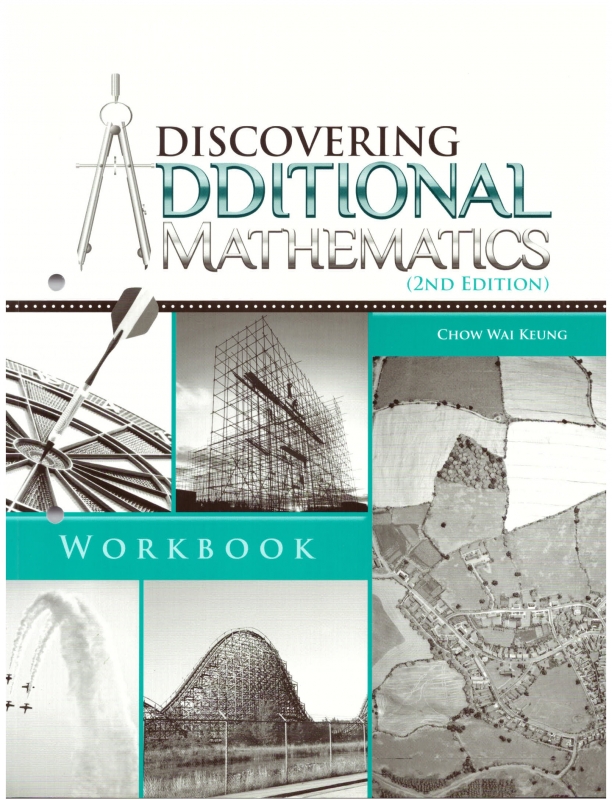 DISCOVERING
ADDITIONAL
MATHEMATICS
(2ND EDITION)
CHOW WAI KEUNG
WORKBOOK